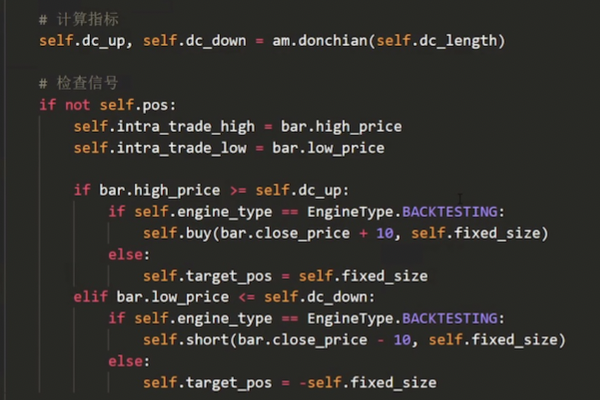 # 计算指标
self.dc_up, self.dc_down = am.donchian(self.dc_length)
# 检查信号
if not self.pos:
self.intra_trade_high = bar.high_price
self.intra_trade_low = bar.low_price
if bar.high_price >= self.dc_up:
if self.engine_type == EngineType.BACKTESTING:
self.buy(bar.close_price + 10, self.fixed_size)
else:
self.target_pos = self.fixed_size
elif bar.low_price <= self.dc_down:
if self.engine_type == EngineType.BACKTESTING:
self.short(bar.close_price - 10, self.fixed_size)
else:
self.target_pos = -self.fixed_size